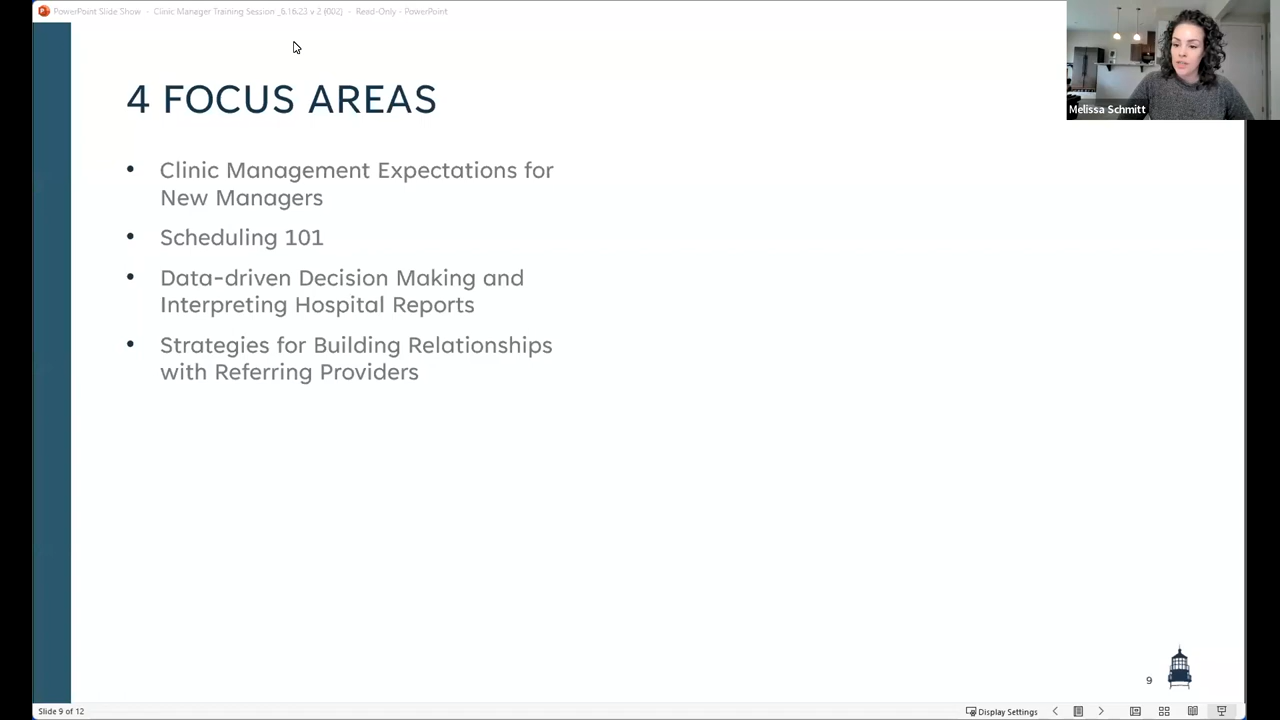 PowerPoint Slide Show - Clinic Manager Training Session _6.16.23 v 2 (002) - Read-Only - PowerPoint
Melissa Schmitt
4 FOCUS AREAS
• Clinic Management Expectations for
New Managers
• Scheduling 101
• Data-driven Decision Making and
Interpreting Hospital Reports
• Strategies for Building Relationships
with Referring Providers
9
Slide 9 of 12
Display Settings